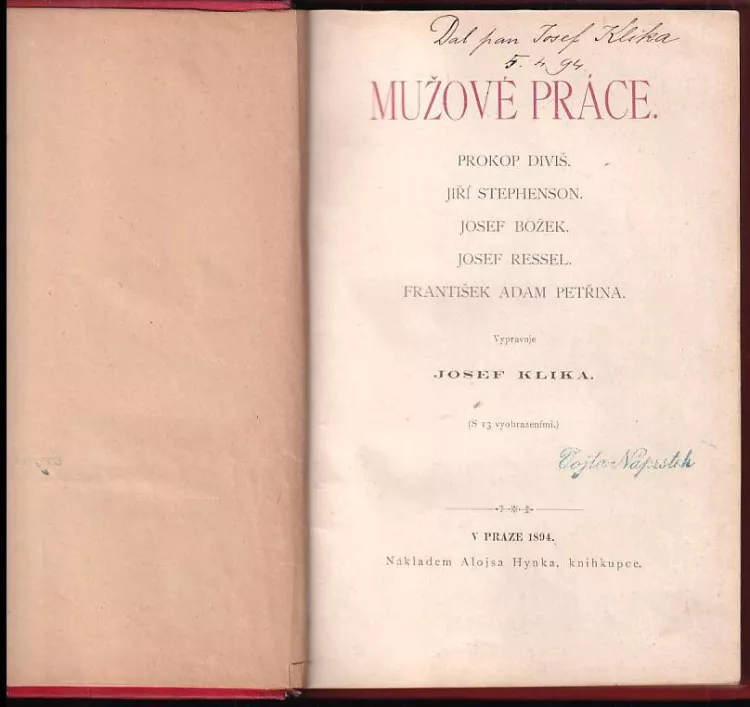 Dal pan Josef Klika
5. 4. 94.
MUŽOVÉ PRÁCE.
PROKOP DIVIŠ.
JIŘÍ STEPHENSON.
JOSEF BOŽEK.
JOSEF RESSEL.
FRANTIŠEK ADAM PETŘINA.
Vypravuje
JOSEF KLIKA.
(S 13 vyobrazeními.)
Vojta Náprstek
V PRAZE 1894.
Nákladem Alojsa Hynka, knihkupce.